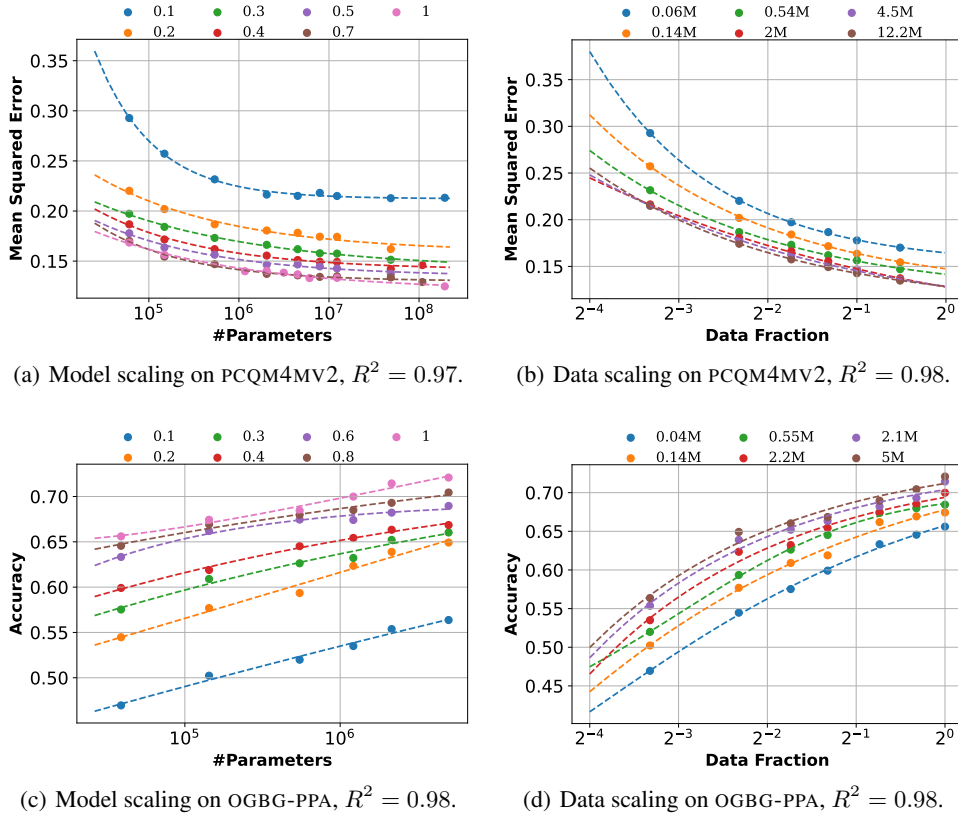 0.1 0.3 0.5 1
0.2 0.4 0.7
0.35
0.30
0.25
0.20
0.15
Mean Squared Error
10^5 10^6 10^7 10^8
#Parameters
(a) Model scaling on PCQM4MV2, R^2 = 0.97.
0.06M 0.54M 4.5M
0.14M 2M 12.2M
0.35
0.30
0.25
0.20
0.15
Mean Squared Error
2^-4 2^-3 2^-2 2^-1 2^0
Data Fraction
(b) Data scaling on PCQM4MV2, R^2 = 0.98.
0.1 0.3 0.6 1
0.2 0.4 0.8
0.70
0.65
0.60
0.55
0.50
Accuracy
10^5 10^6
#Parameters
(c) Model scaling on OGBG-PPA, R^2 = 0.98.
0.04M 0.55M 2.1M
0.14M 2.2M 5M
0.70
0.65
0.60
0.55
0.50
0.45
Accuracy
2^-4 2^-3 2^-2 2^-1 2^0
Data Fraction
(d) Data scaling on OGBG-PPA, R^2 = 0.98.